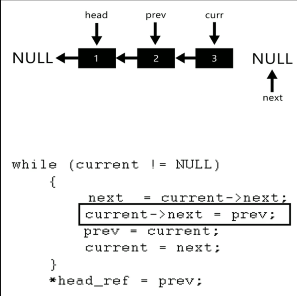 head prev curr
NULL 1 2 3 NULL
next
while (current != NULL)
{
next = current->next;
current->next = prev;
prev = current;
current = next;
}
*head_ref = prev;